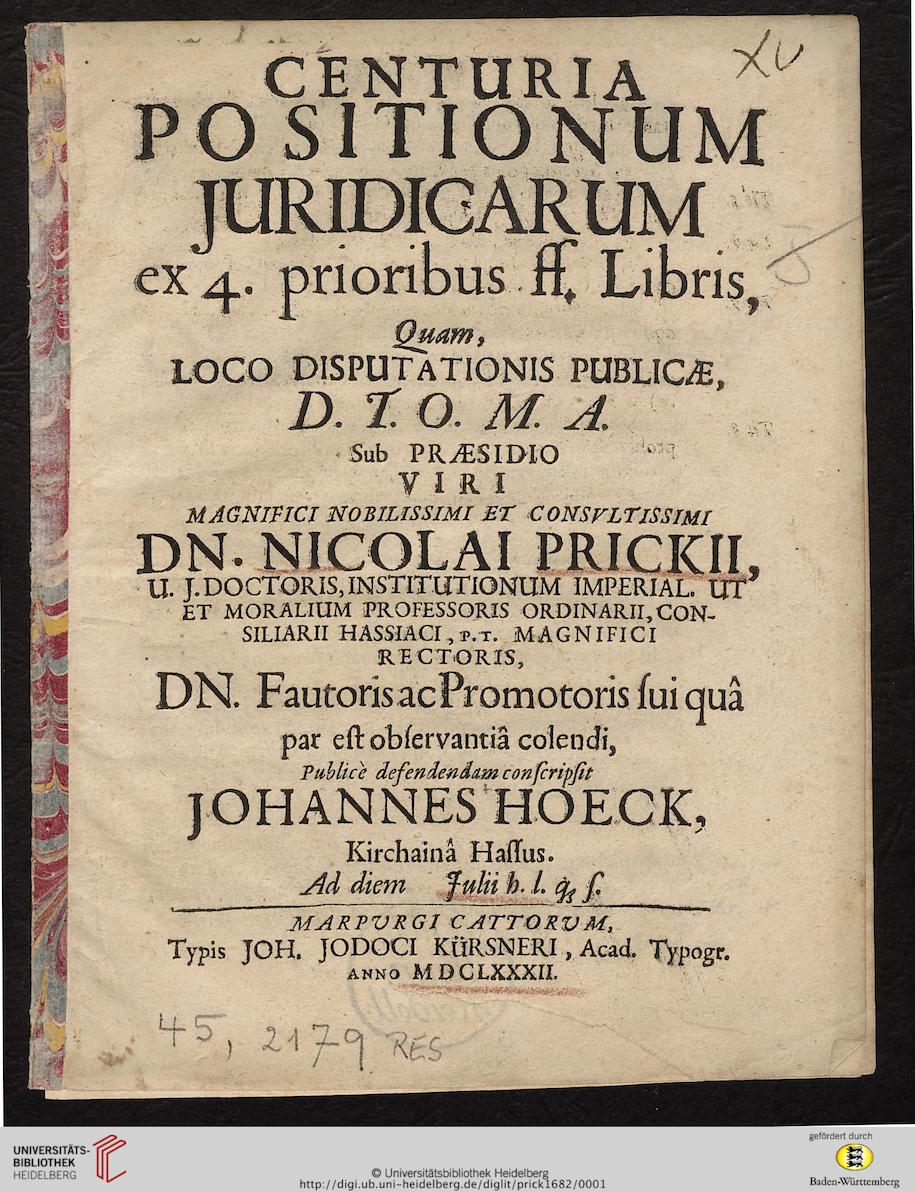 XV
CENTURIA
POSITIONUM
JURIDICARUM
ex 4. prioribus ff. Libris,
Quam,
LOCO DISPUTATIONIS PUBLICÆ,
D. T. O. M. A.
Sub PRÆSIDIO
VIRI
MAGNIFICI NOBILISSIMI ET CONSVLTISSIMI
DN. NICOLAI PRICKII,
U. J. DOCTORIS, INSTITUTIONUM IMPERIAL. UT
ET MORALIUM PROFESSORIS ORDINARII, CON-
SILIARII HASSIACI, P. T. MAGNIFICI
RECTORIS,
DN. Fautoris ac Promotoris ſui quâ
par eſt obſervantiâ colendi,
Publicè defendendam conſcripſit
JOHANNES HOECK,
Kirchainâ Haſſus.
Ad diem Julii h. l. q; ſ.
MARPVRGI CATTORVM,
Typis JOH. JODOCI KÜRSNERI, Acad. Typogr.
ANNO MDCLXXXII.
45, 2179 RES
UNIVERSITÄTS-
BIBLIOTHEK
HEIDELBERG
© Universitätsbibliothek Heidelberg
http://digi.ub.uni-heidelberg.de/diglit/prick1682/0001
gefördert durch
Baden-Württemberg